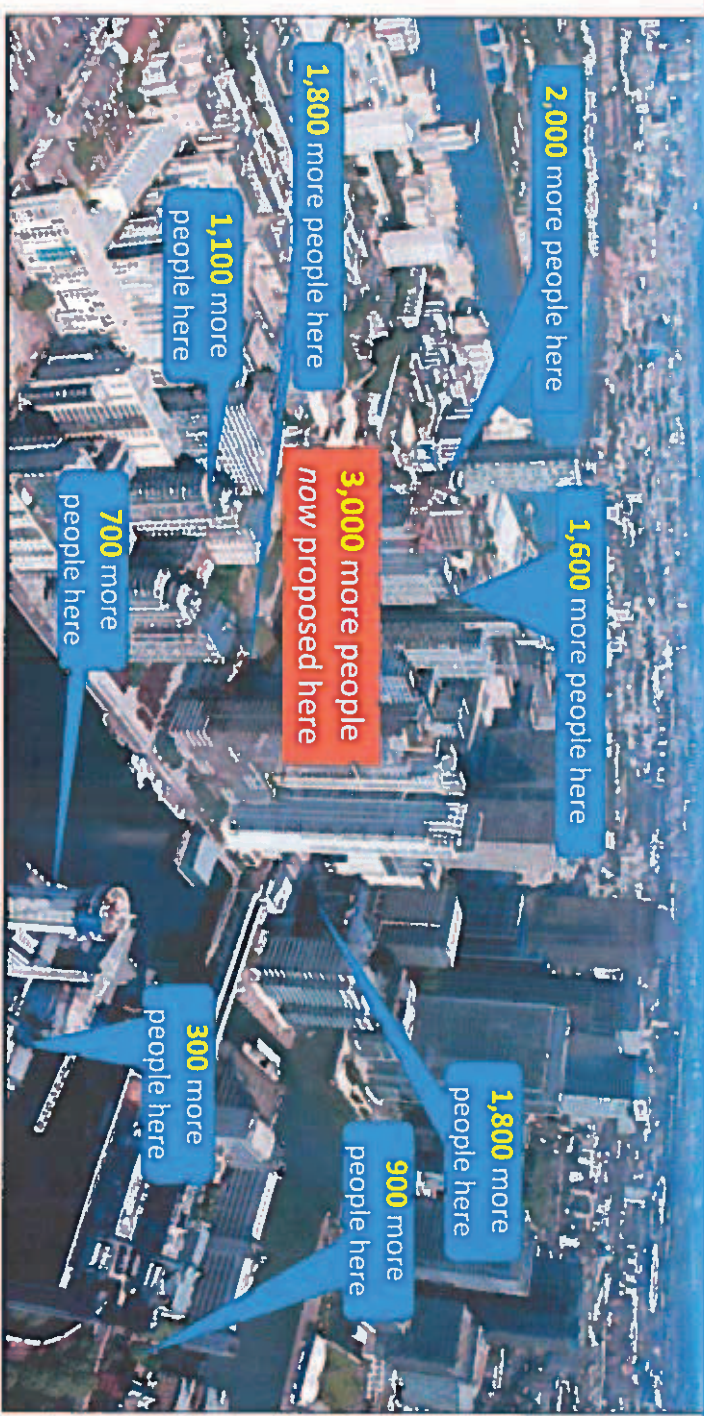 2,000 more people here
1,600 more people here
1,800 more
people here
1,800 more people here
3,000 more people
now proposed here
900 more
people here
1,100 more
people here
300 more
people here
700 more
people here